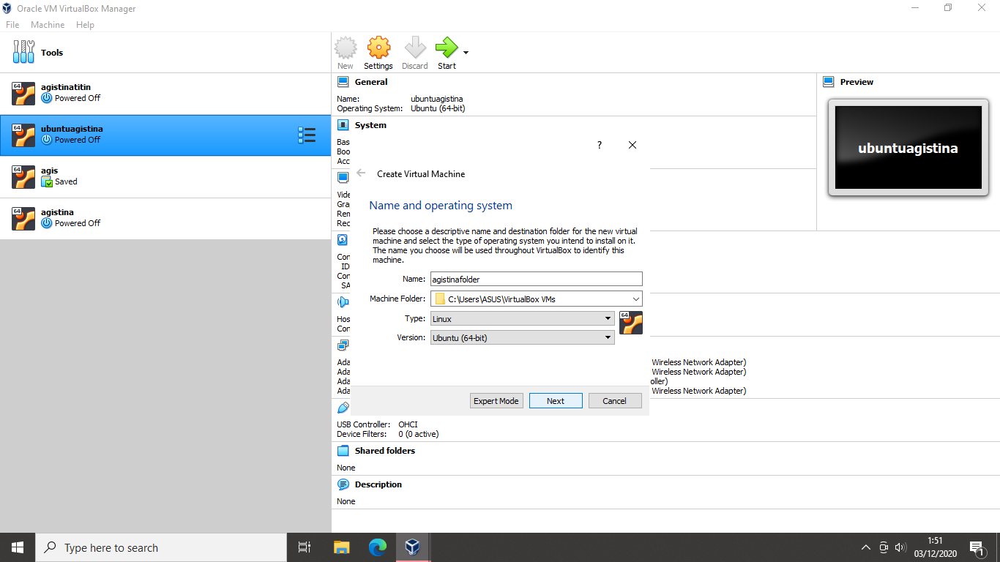 Oracle VM VirtualBox Manager
File Machine Help
Tools
New Settings Discard Start
64 agistinatitin
Powered Off
64 ubuntuagistina
Powered Off
64 agis
Saved
64 agistina
Powered Off
General
Name: ubuntuagistina
Operating System: Ubuntu (64-bit)
Preview
ubuntuagistina
System
Bas
Boo
Acc
Vide
Gra
Ren
Rec
Con
ID
Con
SA
Hos
Con
Ada
Ada
Ada
Ada
Wireless Network Adapter)
Wireless Network Adapter)
oller)
Wireless Network Adapter)
?
Create Virtual Machine
Name and operating system
Please choose a descriptive name and destination folder for the new virtual
machine and select the type of operating system you intend to install on it.
The name you choose will be used throughout VirtualBox to identify this
machine.
Name: agistinafolder
Machine Folder: C:\Users\ASUS\VirtualBox VMs
Type: Linux 64
Version: Ubuntu (64-bit)
Expert Mode Next Cancel
USB Controller: OHCI
Device Filters: 0 (0 active)
Shared folders
None
Description
None
Type here to search
1:51
03/12/2020
1